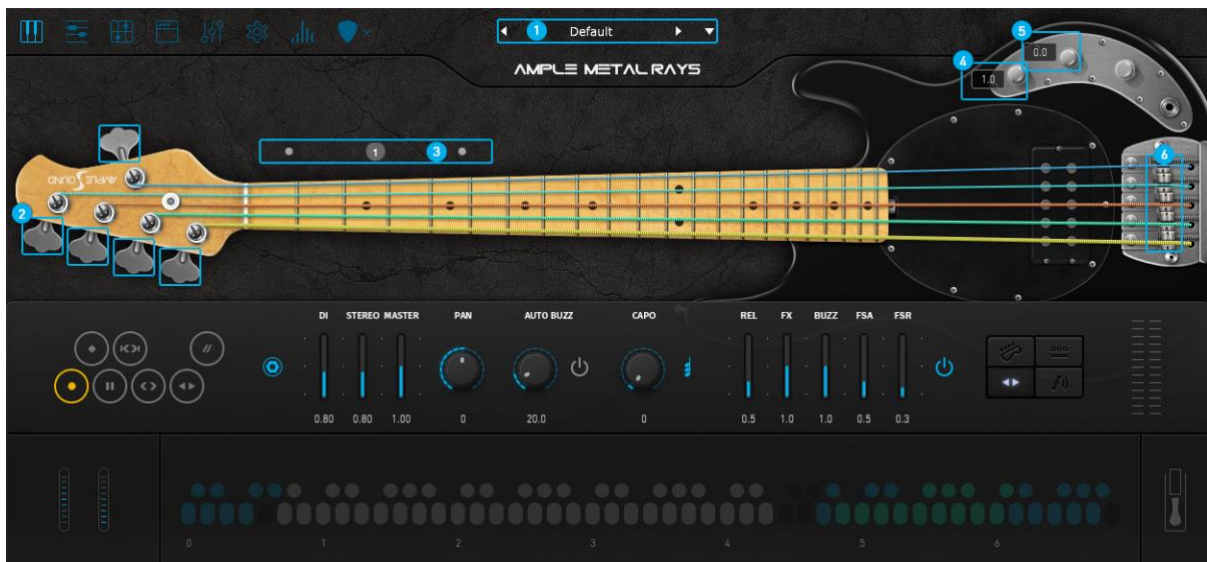 1 Default
AMPLE METAL RAYS
5
0.0
4
1.0
1 3
6
AMPLE SOUND
2
DI STEREO MASTER PAN AUTO BUZZ CAPO REL FX BUZZ FSA FSR
0.80 0.80 1.00 0 20.0 0 0.5 1.0 1.0 0.5 0.3
0 1 2 3 4 5 6